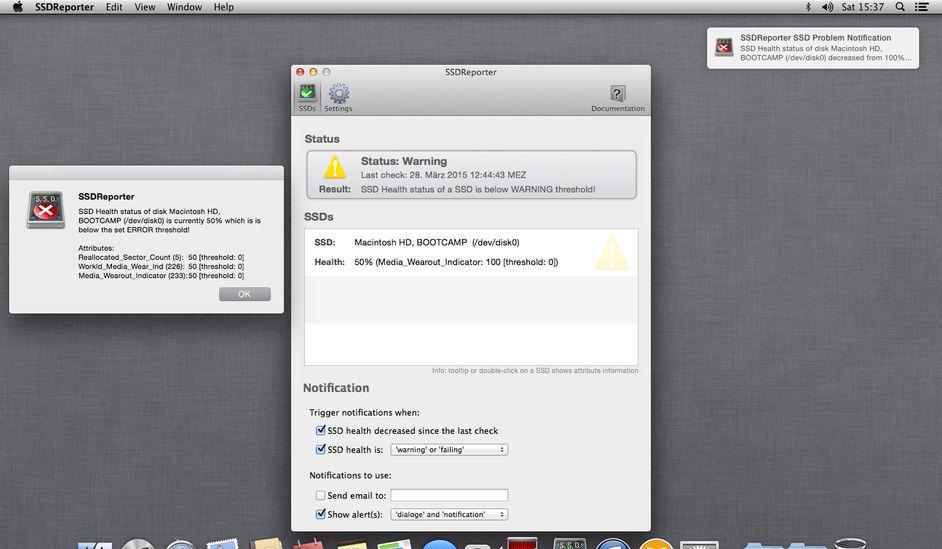 SSDReporter Edit View Window Help
Sat 15:37
SSDReporter SSD Problem Notification
SSD Health status of disk Macintosh HD,
BOOTCAMP (/dev/disk0) decreased from 100%...
SSDReporter
SSDs Settings Documentation
Status
Status: Warning
Last check: 28. März 2015 12:44:43 MEZ
Result: SSD Health status of a SSD is below WARNING threshold!
SSDs
SSD: Macintosh HD, BOOTCAMP (/dev/disk0)
Health: 50% (Media_Wearout_Indicator: 100 [threshold: 0])
Info: tooltip or double-click on a SSD shows attribute information
Notification
Trigger notifications when:
SSD health decreased since the last check
SSD health is: 'warning' or 'failing'
Notifications to use:
Send email to:
Show alert(s): 'dialoge' and 'notification'
S.S.D.
SSDReporter
SSD Health status of disk Macintosh HD,
BOOTCAMP (/dev/disk0) is currently 50% which is is
below the set ERROR threshold!
Attributes:
Reallocated_Sector_Count (5): 50 [threshold: 0]
Workld_Media_Wear_Ind (226): 50 [threshold: 0]
Media_Wearout_Indicator (233):50 [threshold: 0]
OK
S.S.D.